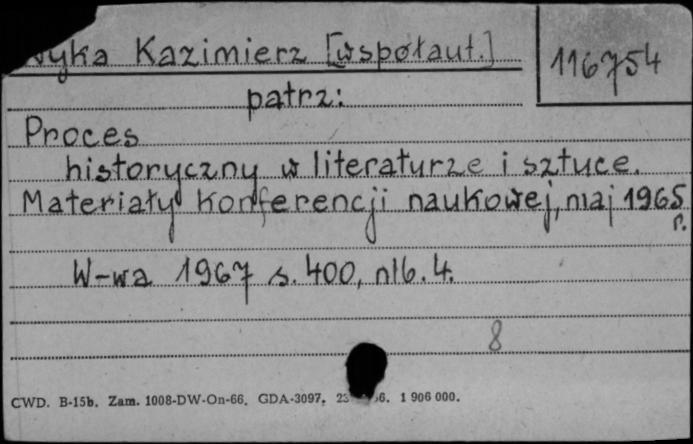 Wyka Kazimierz [współaut.]
116754
patrz:
Proces
historyczny w literaturze i sztuce.
Materiały Konferencji naukowej, maj 1965
r.
W-wa 1967 s. 400, nlb. 4.
8
CWD. B-15b. Zam. 1008-DW-On-66. GDA-3097. 1 906 000.